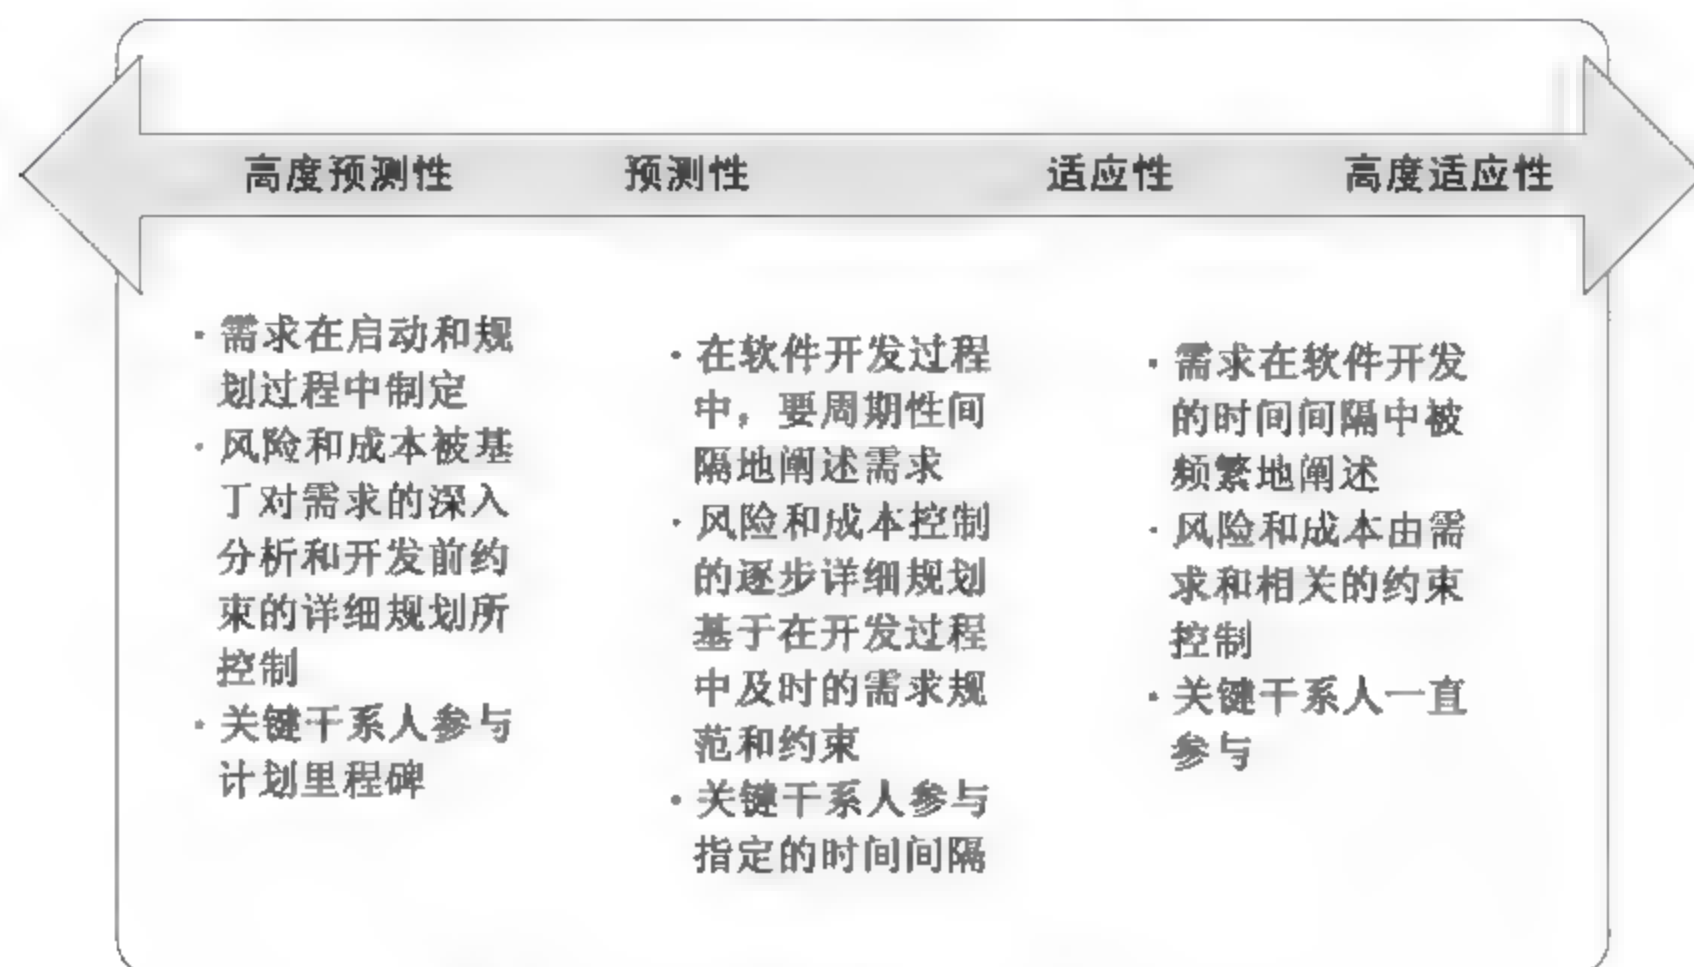 高度预测性 预测性 适应性 高度适应性
·需求在启动和规
划过程中制定
·风险和成本被基
丁对需求的深入
分析和开发前约
束的详细规划所
控制
·关键干系人参与
计划里程碑
·在软件开发过程
中，要周期性间
隔地阐述需求
·风险和成本控制
的逐步详细规划
基于在开发过程
中及时的需求规
范和约束
·关键干系人参与
指定的时间间隔
·需求在软件开发
的时间间隔中被
频繁地阐述
·风险和成本由需
求和相关的约束
控制
·关键干系人一直
参与